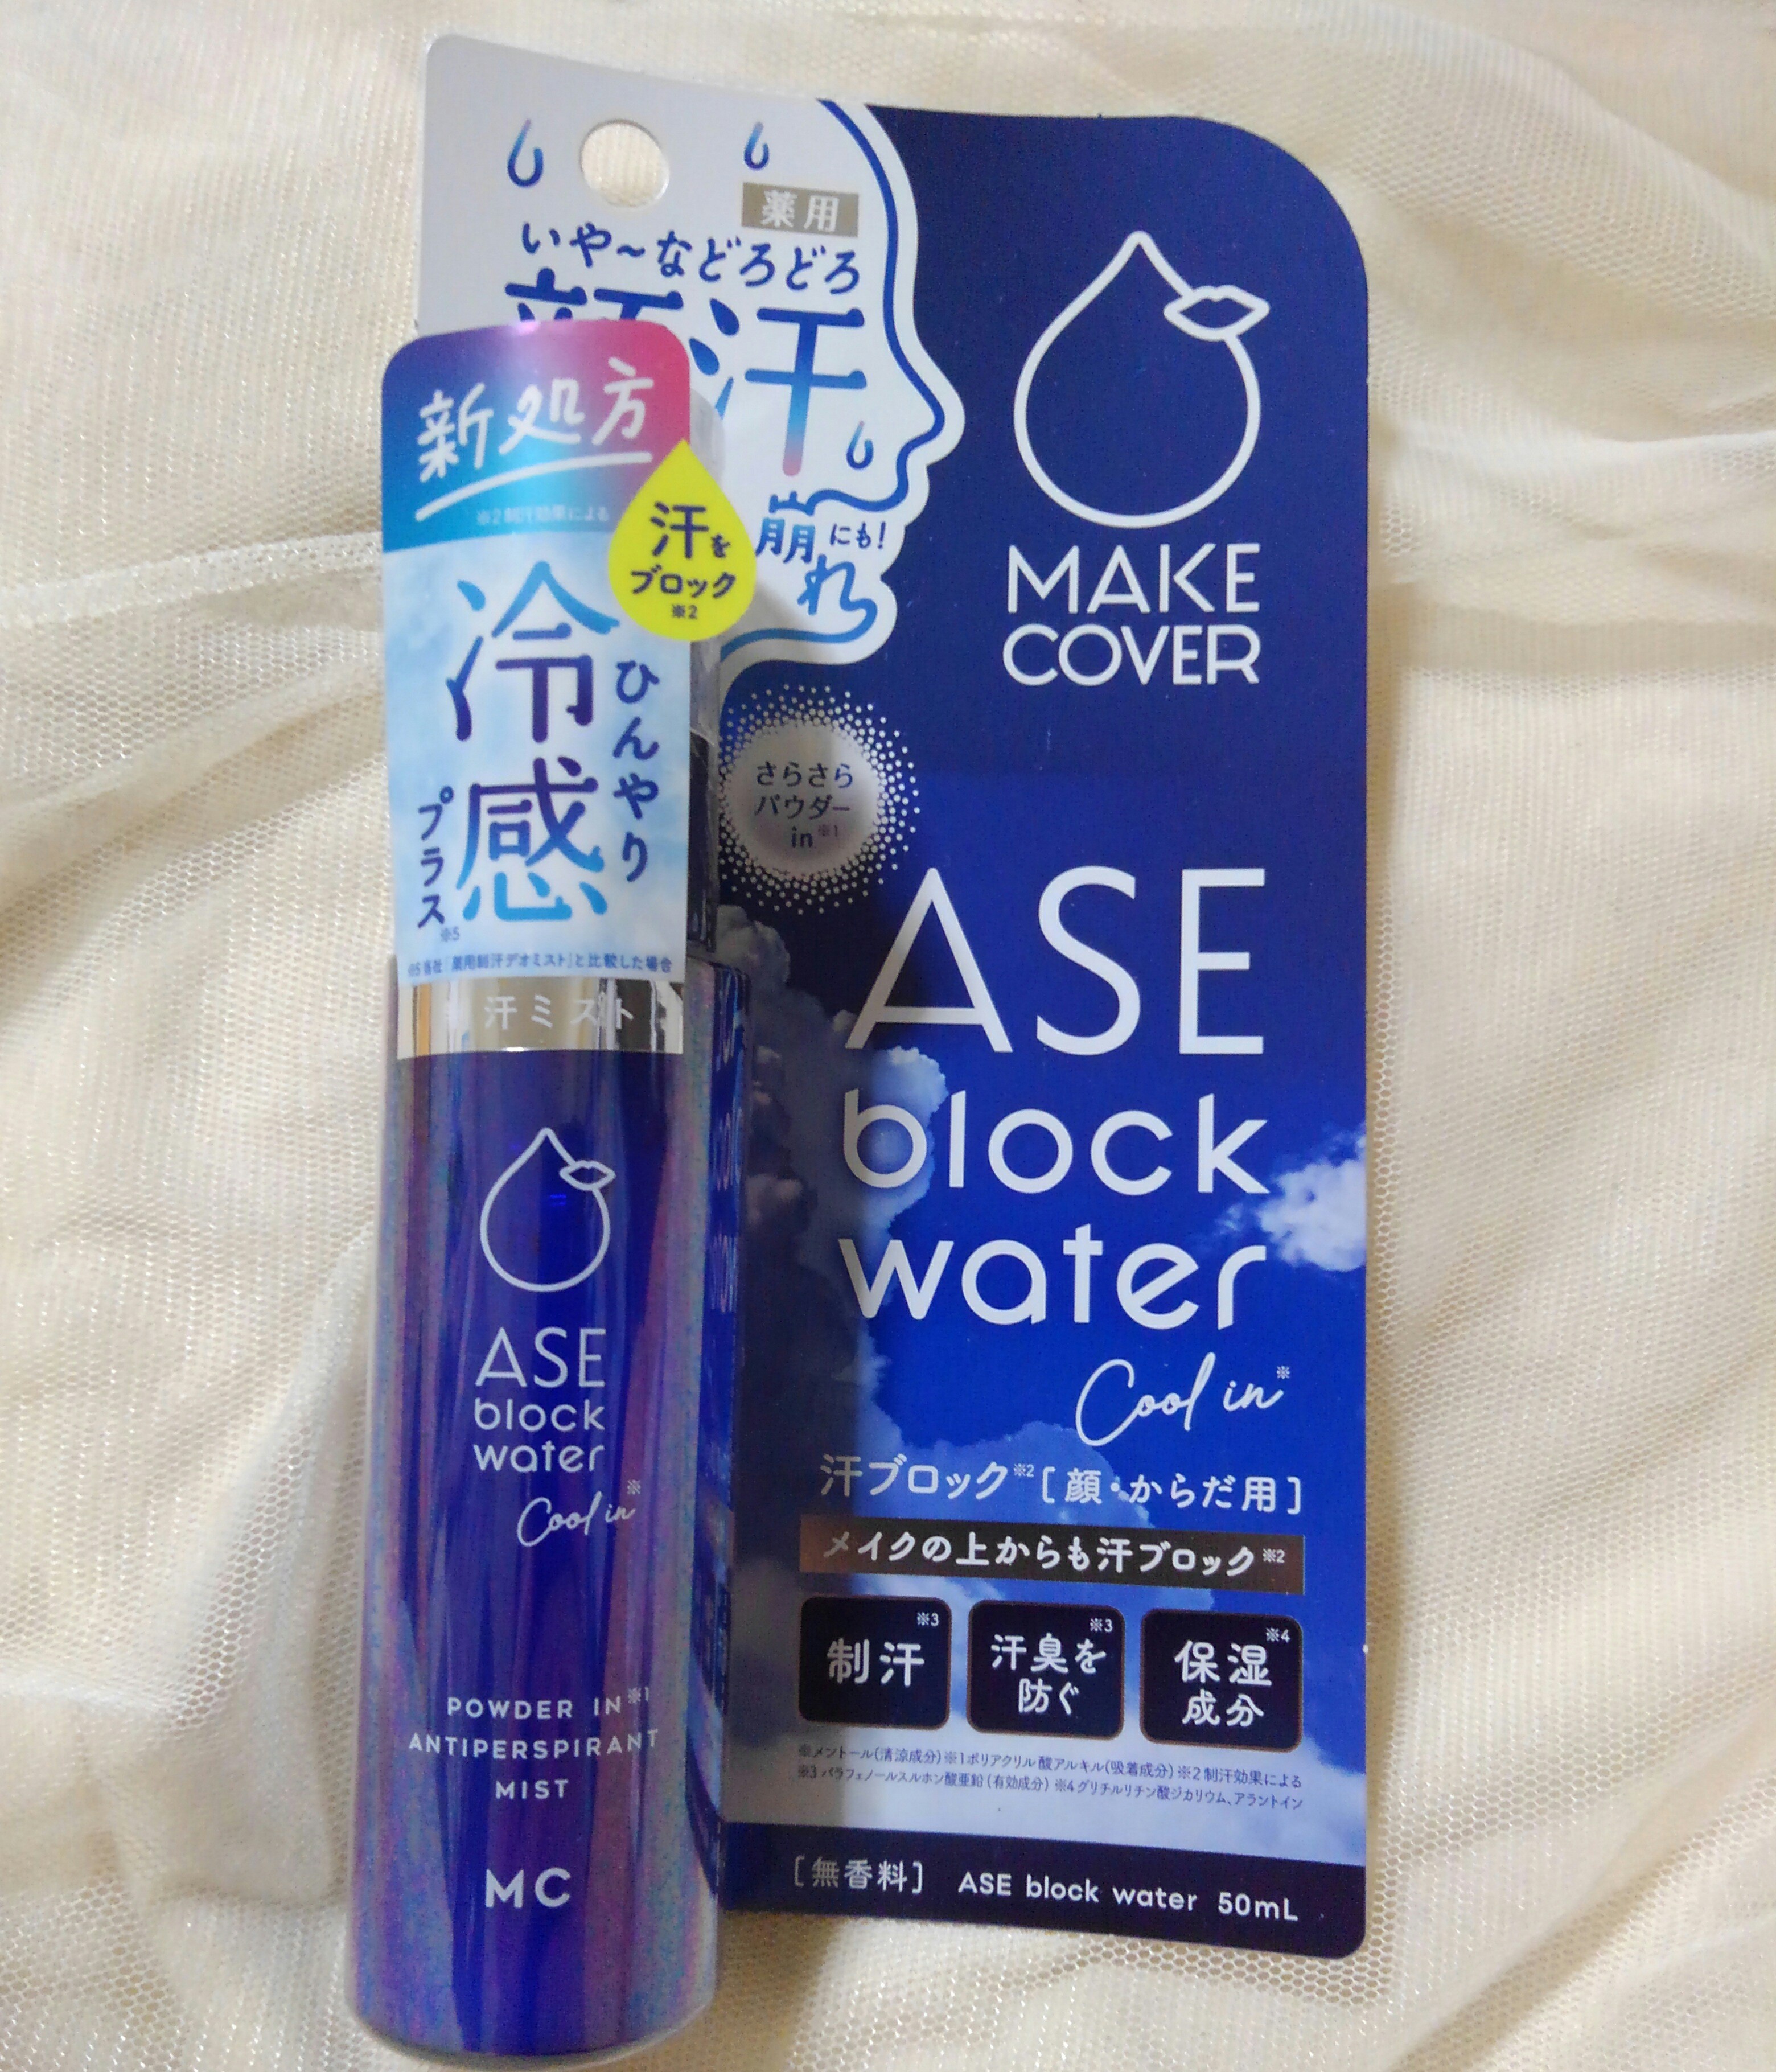 薬用
いや~などろどろ
顔汗
崩れ
にも!
新処方
※2 制汗効果による
汗を
ブロック
※2
ひんやり
冷感
プラス
※5
※5 当社「薬用制汗デオミスト」と比較した場合
汗ミスト
さらさら
パウダー
in※1
MAKE
COVER
ASE
block
water
Cool in※
汗ブロック※2[顔・からだ用]
メイクの上からも汗ブロック※2
※3
制汗
※3
汗臭を
防ぐ
※4
保湿
成分
※メントール(清涼成分)※1ポリアクリル酸アルキル(吸着成分)※2制汗効果による
※3 パラフェノールスルホン酸亜鉛(有効成分)※4グリチルリチン酸ジカリウム、アラントイン
[無香料] ASE block water 50mL
ASE
block
water
Cool in※
POWDER IN※1
ANTIPERSPIRANT
MIST
MC